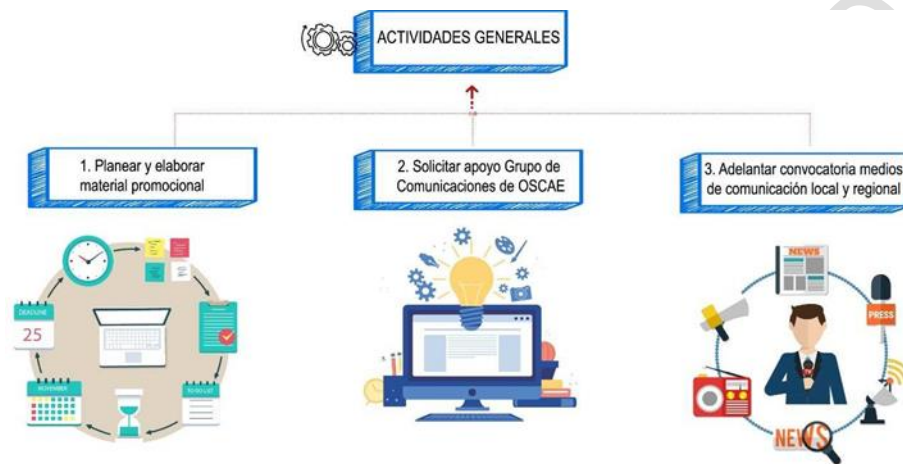 ACTIVIDADES GENERALES
1. Planear y elaborar
material promocional
2. Solicitar apoyo Grupo de
Comunicaciones de OSCAE
3. Adelantar convocatoria medios
de comunicación local y regional
DEADLINE
25
NOVEMBER
TO-DO LIST
NEWS
PRESS
NEWS